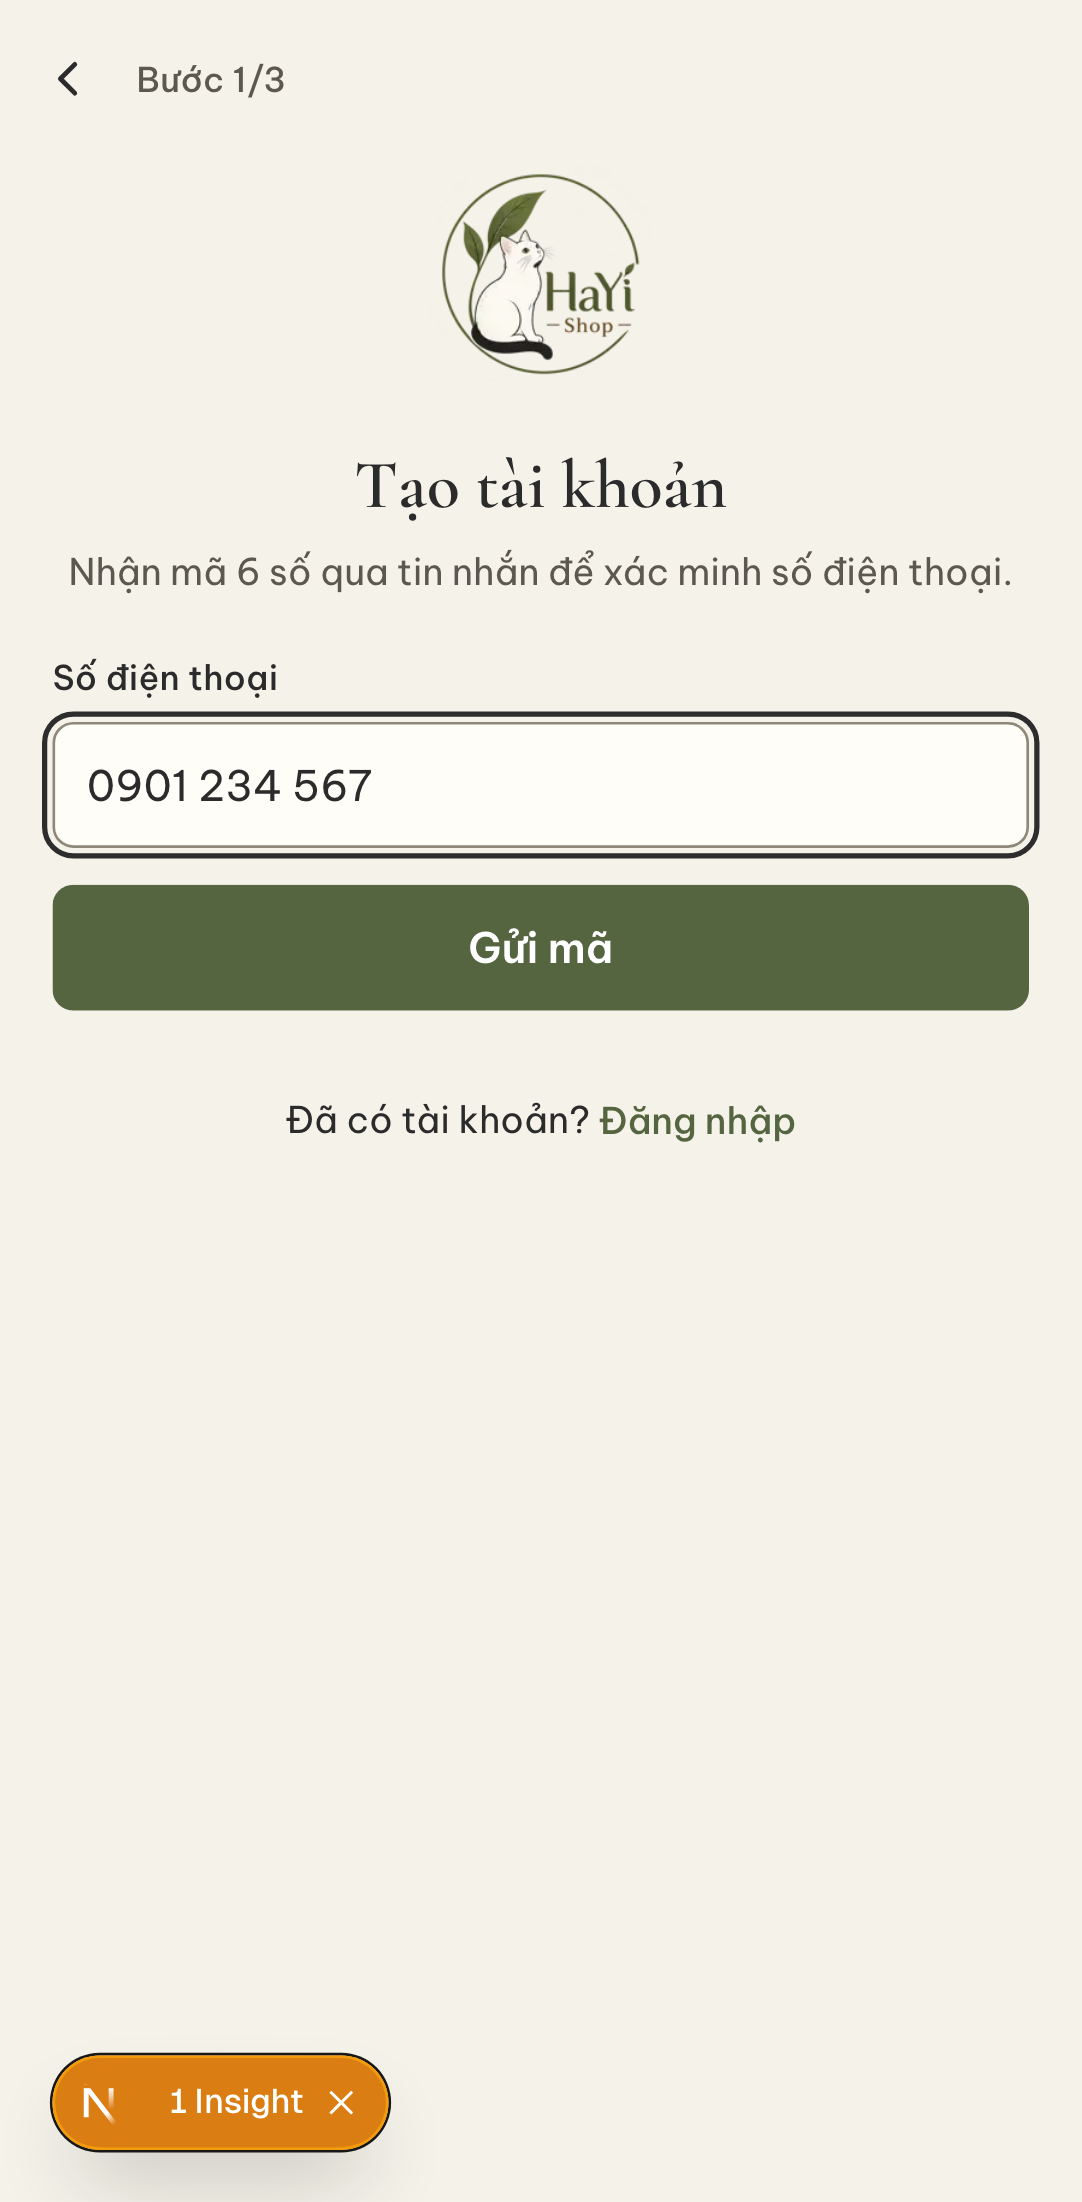 Bước 1/3
HaYi
Shop
Tạo tài khoản
Nhận mã 6 số qua tin nhắn để xác minh số điện thoại.
Số điện thoại
0901 234 567
Gửi mã
Đã có tài khoản? Đăng nhập
N 1 Insight